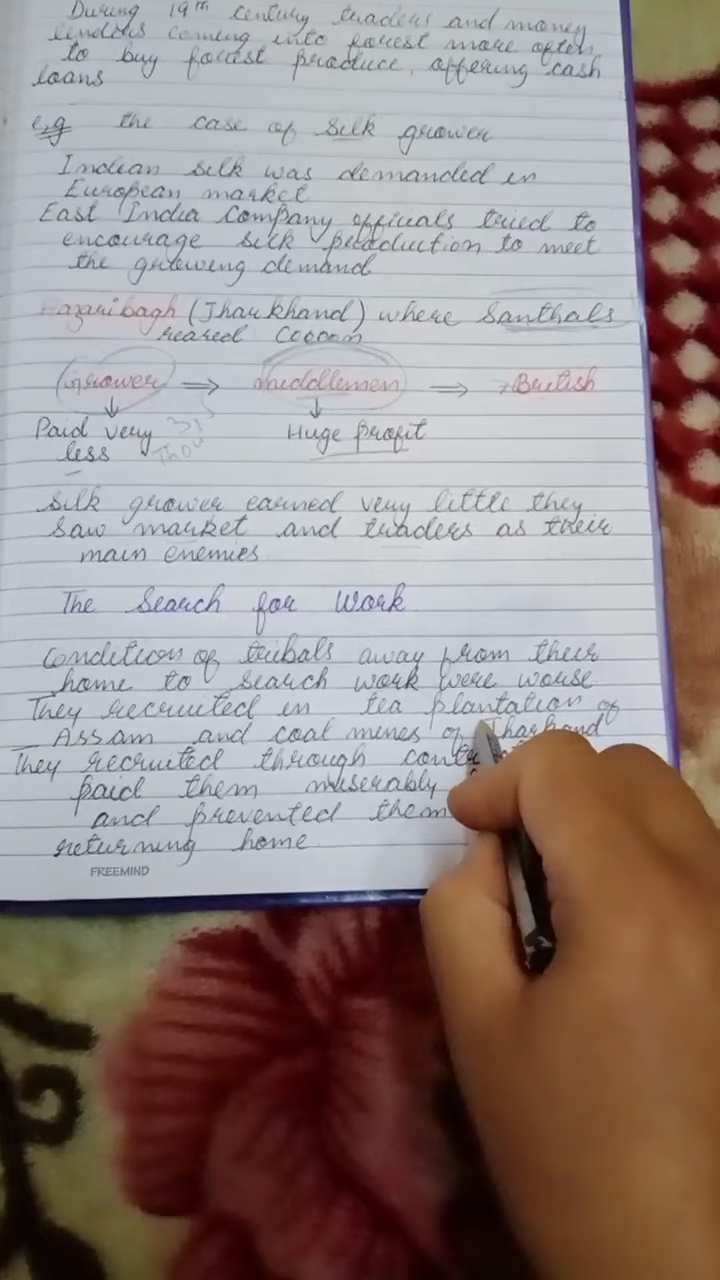 During 19th century traders and money
lenders coming into forest more often
to buy forest produce, offering cash
loans
e.g the case of Silk grower
Indian silk was demanded in
European market
East India Company officials tried to
encourage silk production to meet
the growing demand
Hazaribagh (Jharkhand) where Santhals
reared Cocoon
Grower ⇒ middlemen ⇒ British
↓ ↓
Paid very Huge profit
less
Silk grower earned very little they
saw market and traders as their
main enemies
The Search for Work
Condition of tribals away from their
home to search work were worse
They recruited in tea plantation of
Assam and coal mines of Jharkhand
They recruited through
paid them miserably
and prevented them
returning home
FREEMIND